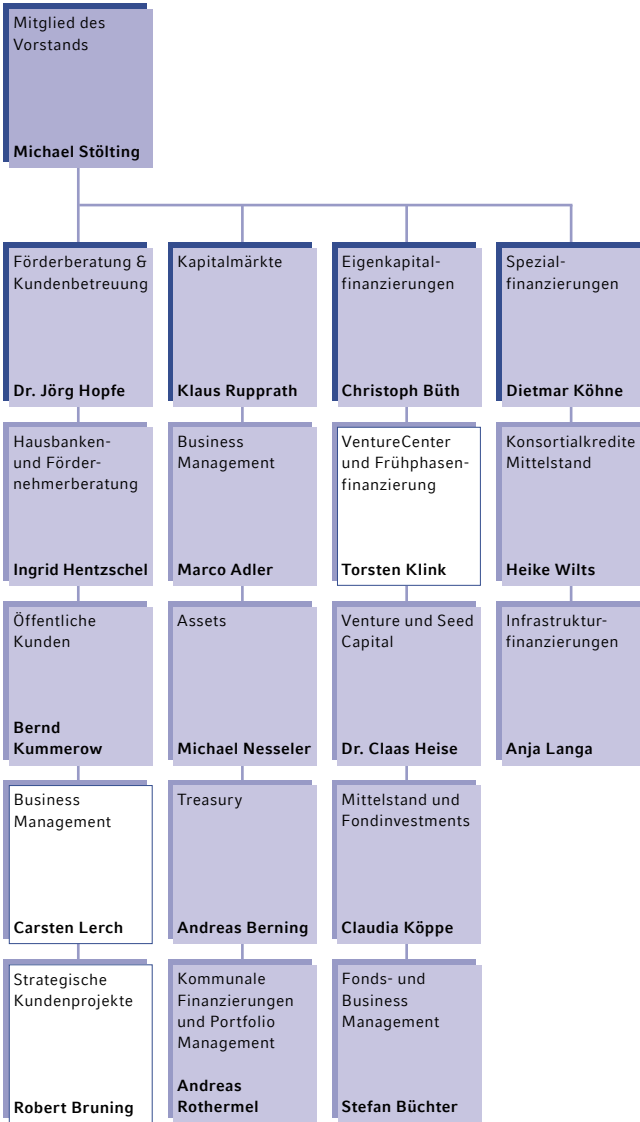 Mitglied des
Vorstands
Michael Stölting
Förderberatung &
Kundenbetreuung
Dr. Jörg Hopfe
Kapitalmärkte
Klaus Rupprath
Eigenkapital-
finanzierungen
Christoph Büth
Spezial-
finanzierungen
Dietmar Köhne
Hausbanken-
und Förder-
nehmerberatung
Ingrid Hentzschel
Business
Management
Marco Adler
VentureCenter
und Frühphasen-
finanzierung
Torsten Klink
Konsortialkredite
Mittelstand
Heike Wilts
Öffentliche
Kunden
Bernd
Kummerow
Assets
Michael Nesseler
Venture und Seed
Capital
Dr. Claas Heise
Infrastruktur-
finanzierungen
Anja Langa
Business
Management
Carsten Lerch
Treasury
Andreas Berning
Mittelstand und
Fondinvestments
Claudia Köppe
Strategische
Kundenprojekte
Robert Bruning
Kommunale
Finanzierungen
und Portfolio
Management
Andreas
Rothermel
Fonds- und
Business
Management
Stefan Büchter